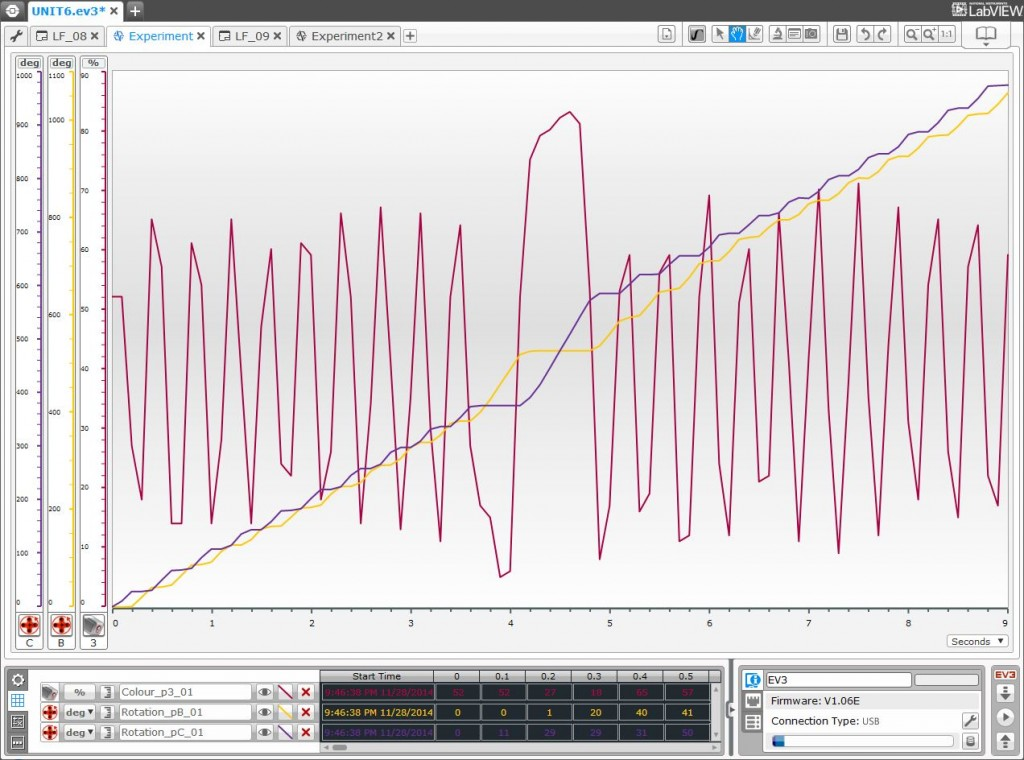 UNIT6.ev3*
LabVIEW
LF_08 Experiment LF_09 Experiment2
1:1
deg deg %
1000 1100 90
900 1000 80
800 800 70
700 600 60
600 400 50
500 200 40
400 0 30
300 20
200 10
100 0
0
C B 3
0 1 2 3 4 5 6 7 8 9
Seconds
Start Time 0 0.1 0.2 0.3 0.4 0.5
% Colour_p3_01 9:46:38 PM 11/28/2014 52 52 27 18 65 57
deg Rotation_pB_01 9:46:38 PM 11/28/2014 0 0 1 20 40 41
deg Rotation_pC_01 9:46:38 PM 11/28/2014 0 11 29 29 31 50
EV3
Firmware: V1.06E
Connection Type: USB
EV3